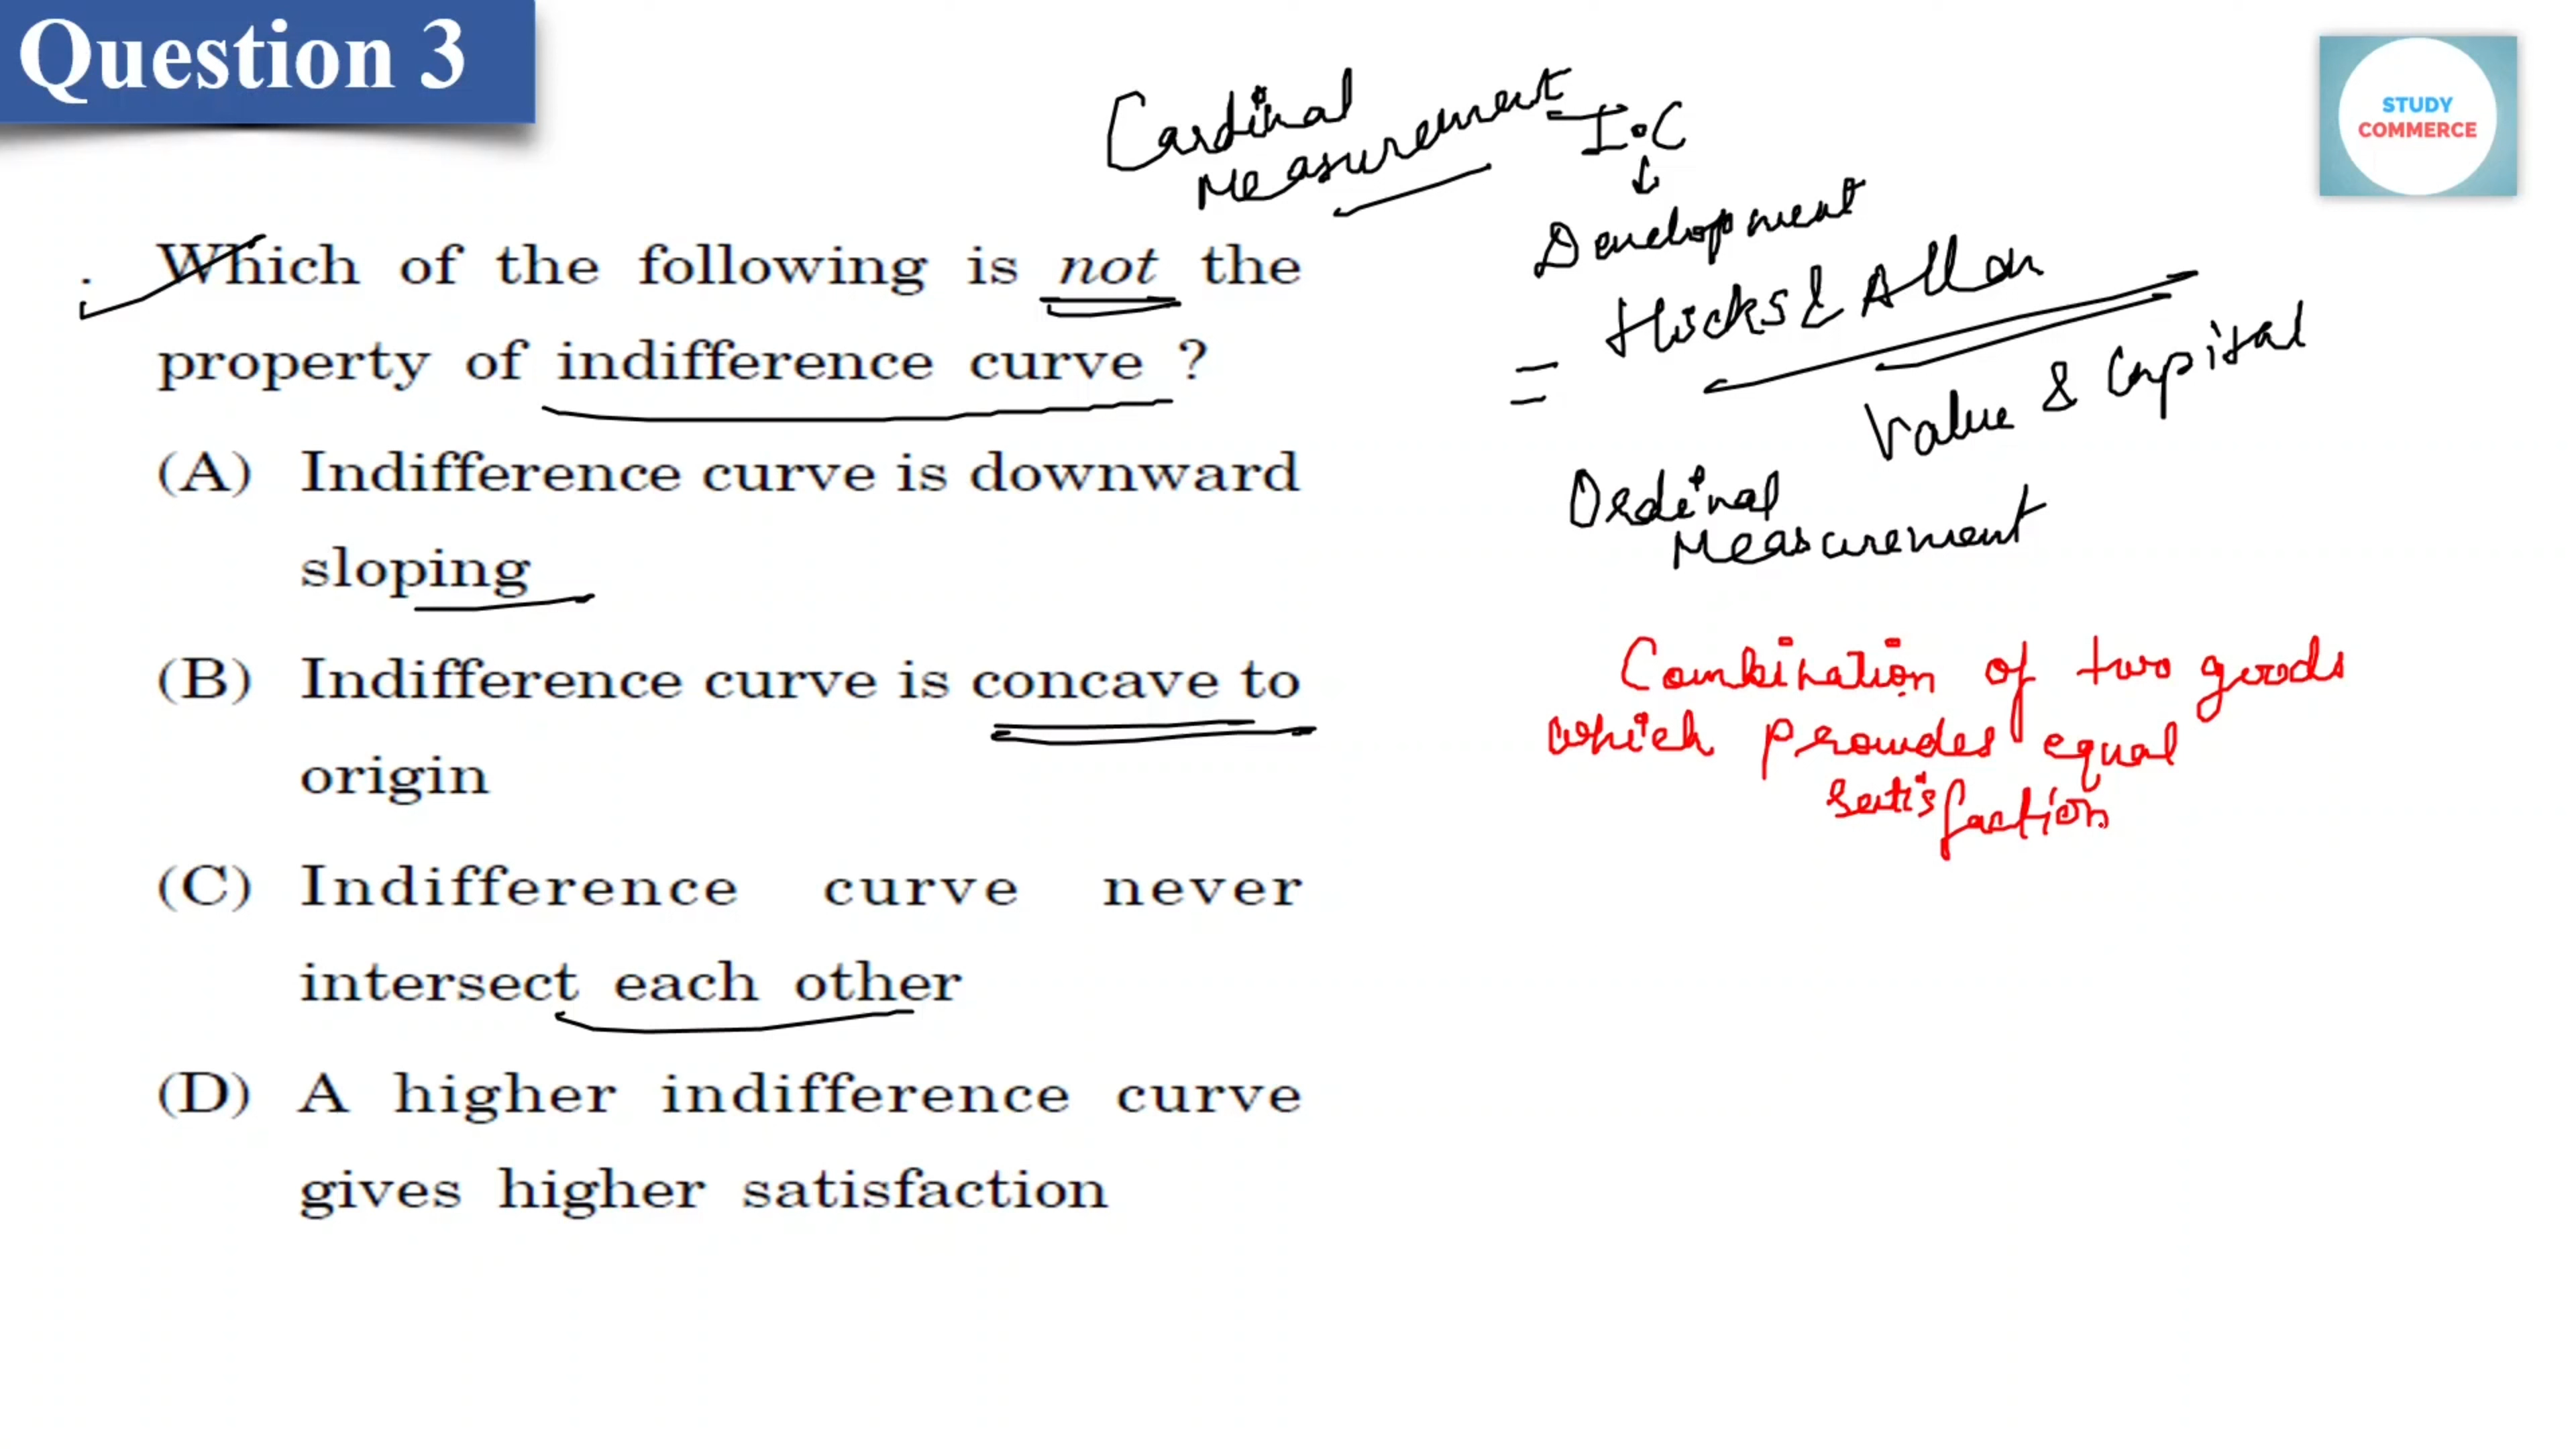 Question 3
STUDY
COMMERCE
Cardinal
Measurement
I.C
Development
Hicks & Allan
=
Value & Capital
Ordinal
Measurement
. Which of the following is not the
property of indifference curve ?
(A) Indifference curve is downward
sloping
(B) Indifference curve is concave to
origin
(C) Indifference curve never
intersect each other
(D) A higher indifference curve
gives higher satisfaction
Combination of two goods
which provides equal
satisfaction